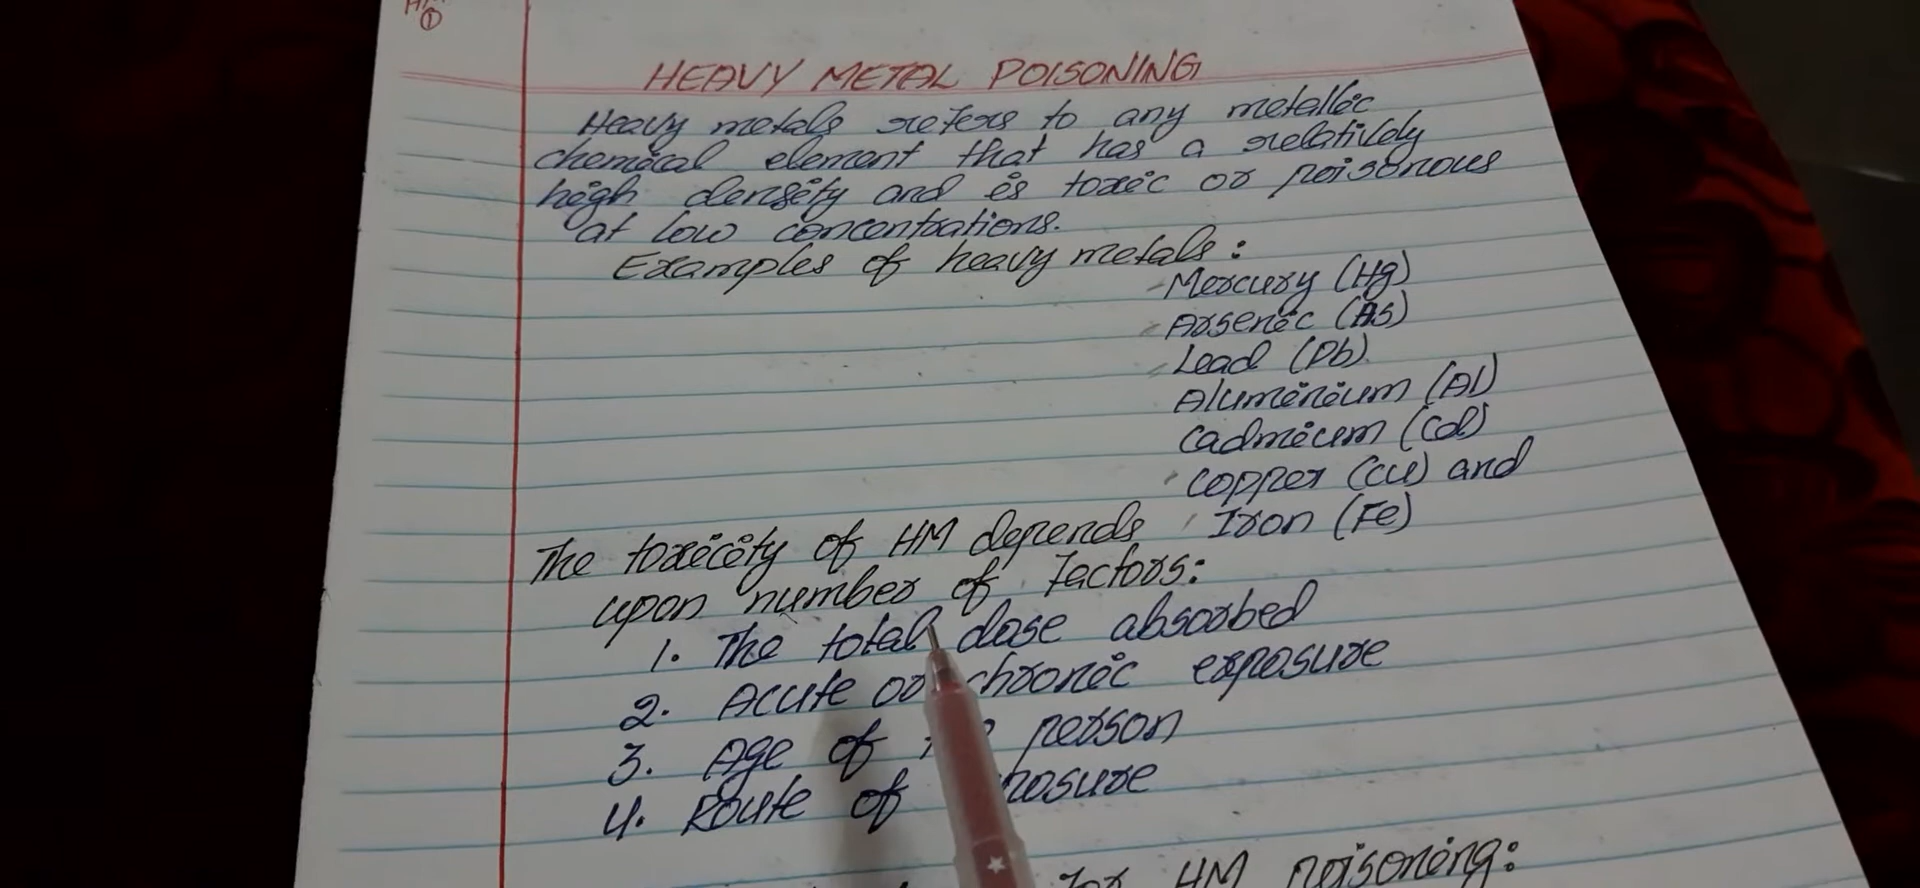 HM
①
HEAVY METAL POISONING
Heavy metals refers to any metallic
chemical element that has a relatively
high density and is toxic or poisonous
at low concentrations.
Examples of heavy metals:
- Mercury (Hg)
- Arsenic (As)
- Lead (Pb)
Aluminium (Al)
Cadmium (Cd)
- Copper (Cu) and
- Iron (Fe)
The toxicity of HM depends
upon number of factors:
1. The total dose absorbed
2. Acute or chronic exposure
3. Age of person
4. Route of
for HM poisoning: